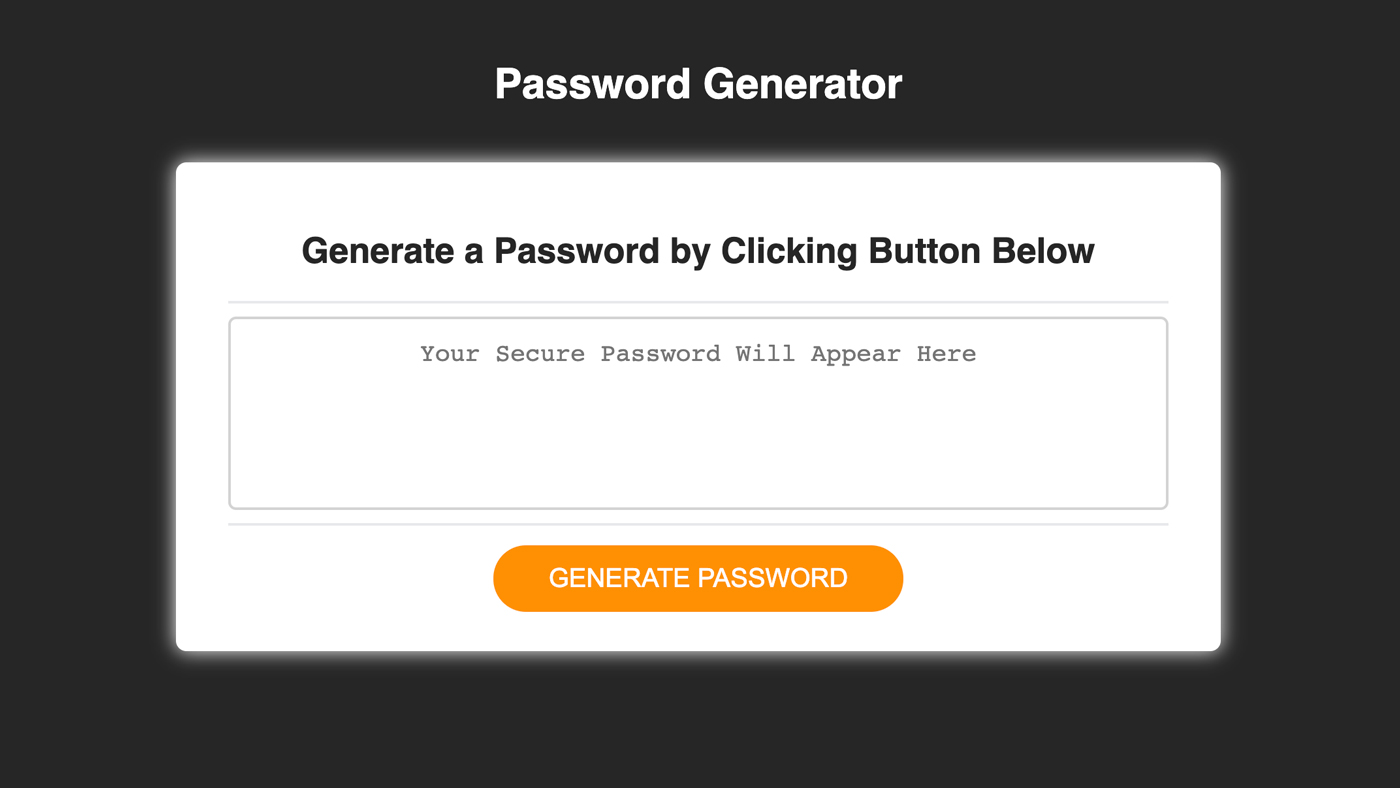 Password Generator
Generate a Password by Clicking Button Below
Your Secure Password Will Appear Here
GENERATE PASSWORD